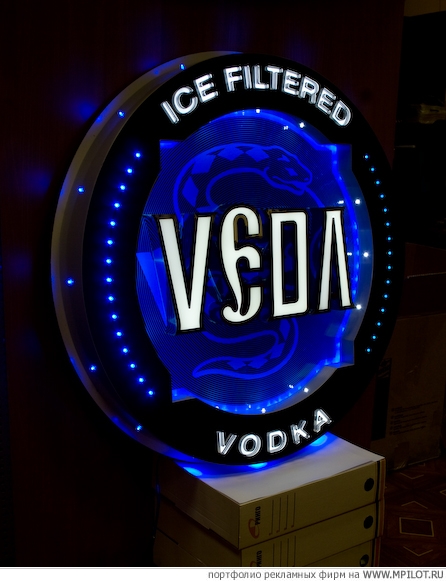 ICE FILTERED
VEDA
VODKA
портфолио рекламных фирм на WWW.MPILOT.RU